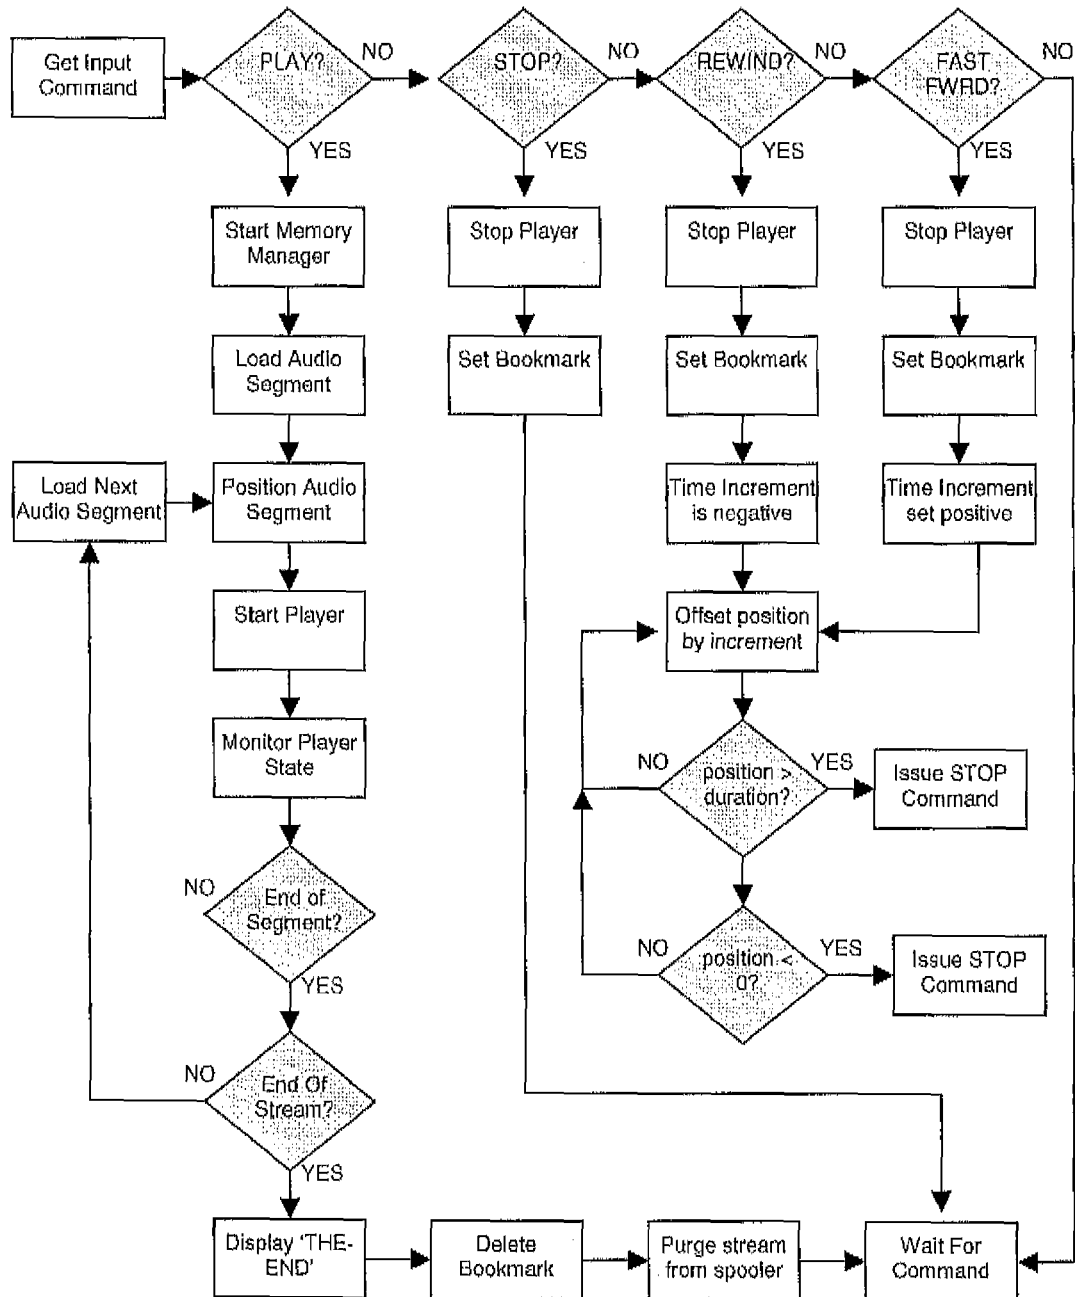 Get Input
Command
PLAY?
NO
STOP?
NO
REWIND?
NO
FAST
FWRD?
NO
YES
YES
YES
YES
Start Memory
Manager
Stop Player
Stop Player
Stop Player
Load Audio
Segment
Set Bookmark
Set Bookmark
Set Bookmark
Load Next
Audio Segment
Position Audio
Segment
Time Increment
is negative
Time Increment
set positive
Start Player
Offset position
by increment
Monitor Player
State
NO
position >
duration?
YES
Issue STOP
Command
NO
End of
Segment?
YES
NO
position <
0?
YES
Issue STOP
Command
NO
End Of
Stream?
YES
Display 'THE-
END'
Delete
Bookmark
Purge stream
from spooler
Wait For
Command